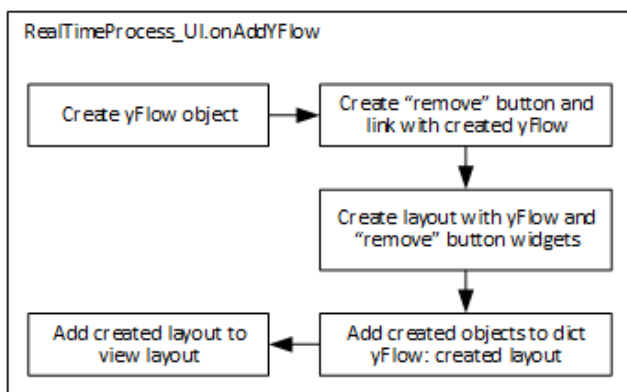 RealTimeProcess_UI.onAddYFlow
Create yFlow object
Create “remove” button and
link with created yFlow
Create layout with yFlow and
“remove” button widgets
Add created objects to dict
yFlow: created layout
Add created layout to
view layout